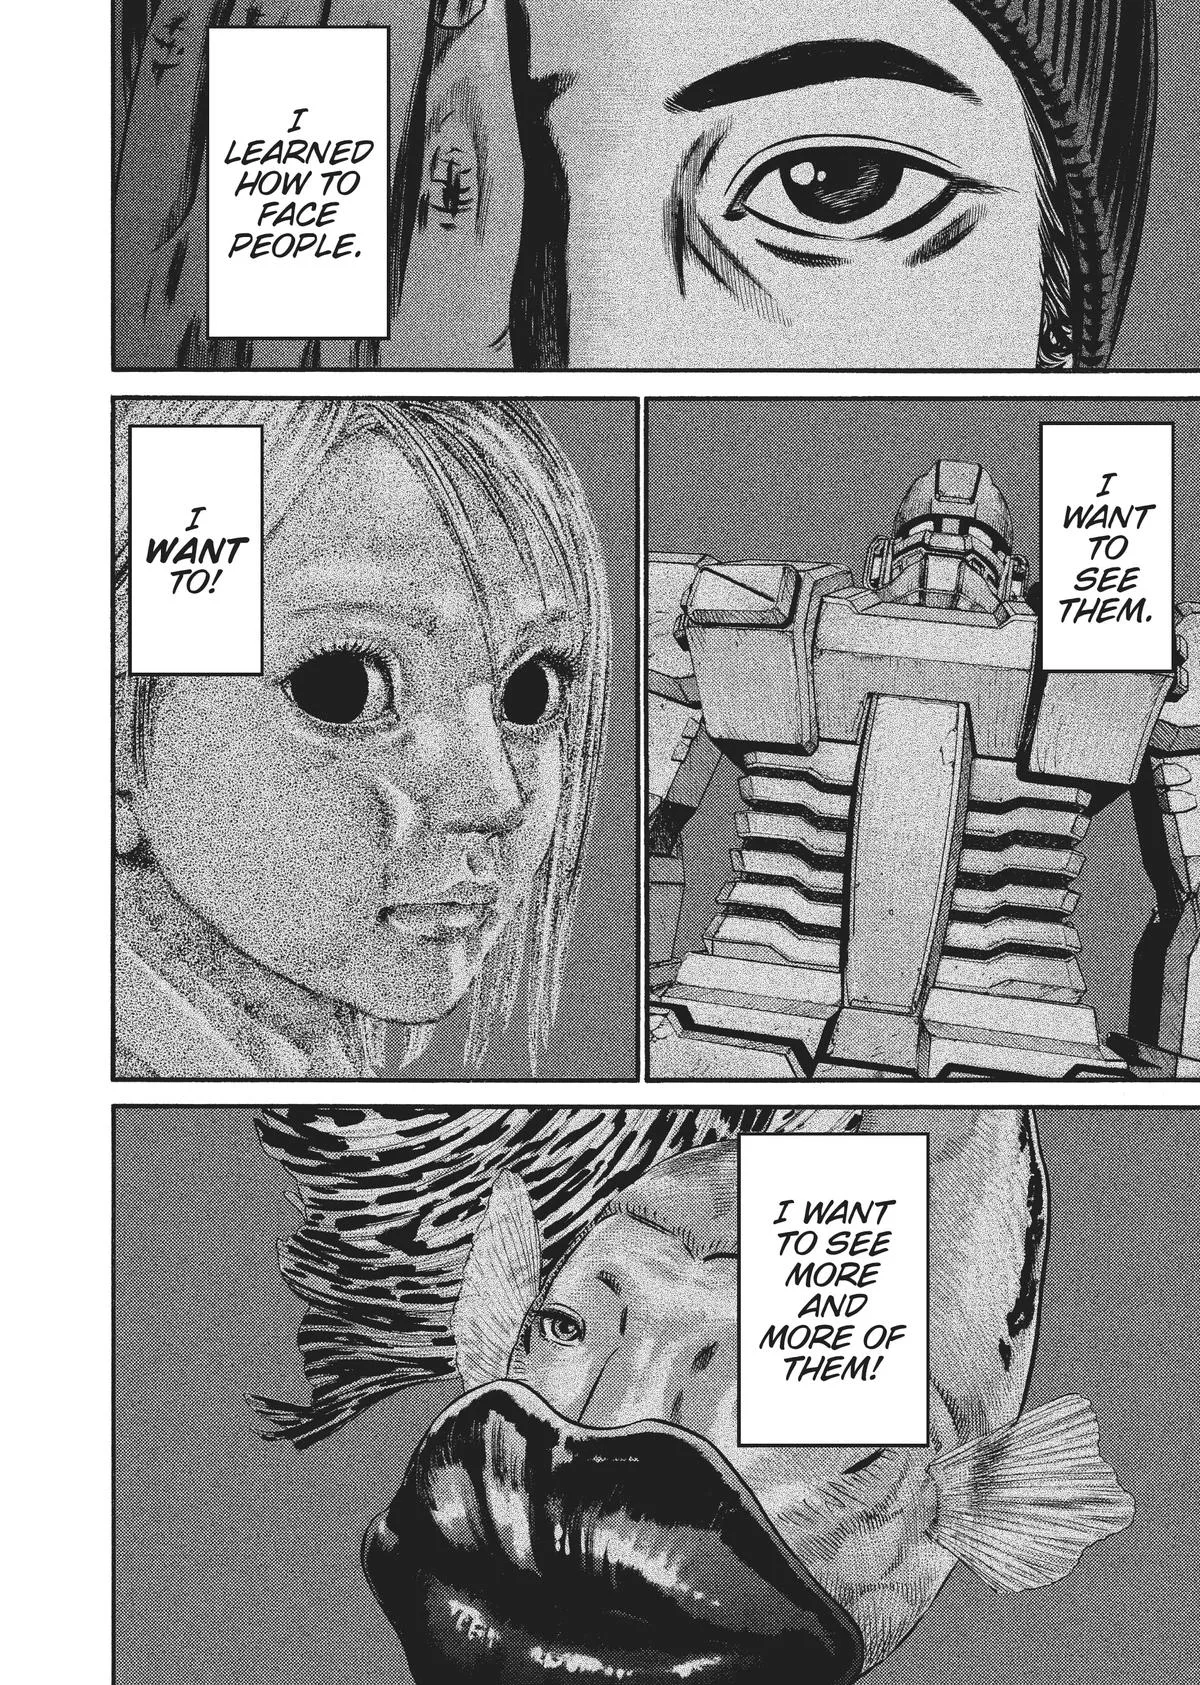 I
LEARNED
HOW TO
FACE
PEOPLE.
I
WANT
TO
SEE
THEM.
I
WANT
TO!
I WANT
TO SEE
MORE
AND
MORE OF
THEM!